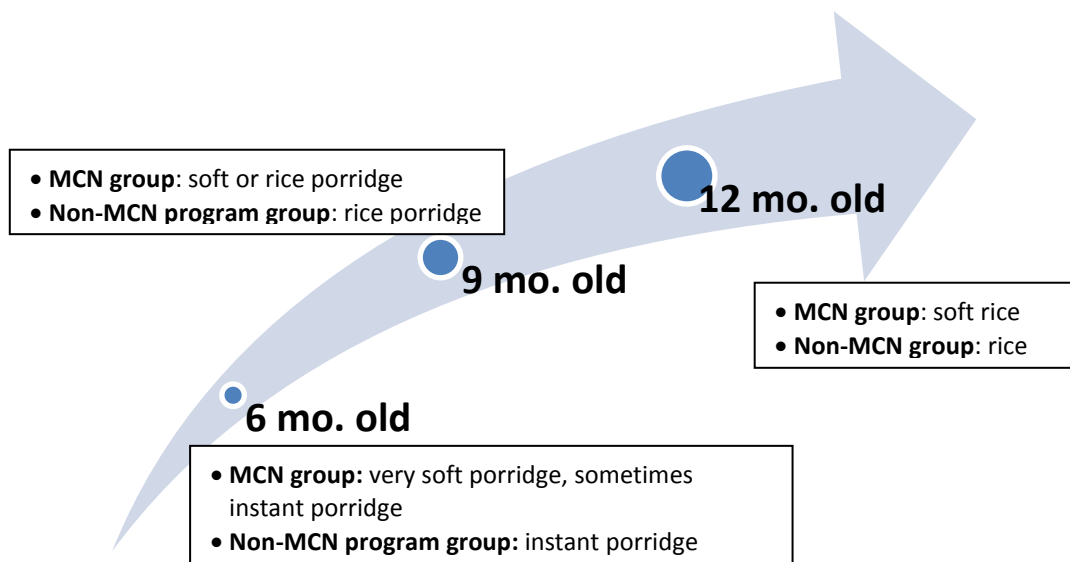 • MCN group: soft or rice porridge
• Non-MCN program group: rice porridge
12 mo. old
9 mo. old
• MCN group: soft rice
• Non-MCN group: rice
6 mo. old
• MCN group: very soft porridge, sometimes
instant porridge
• Non-MCN program group: instant porridge